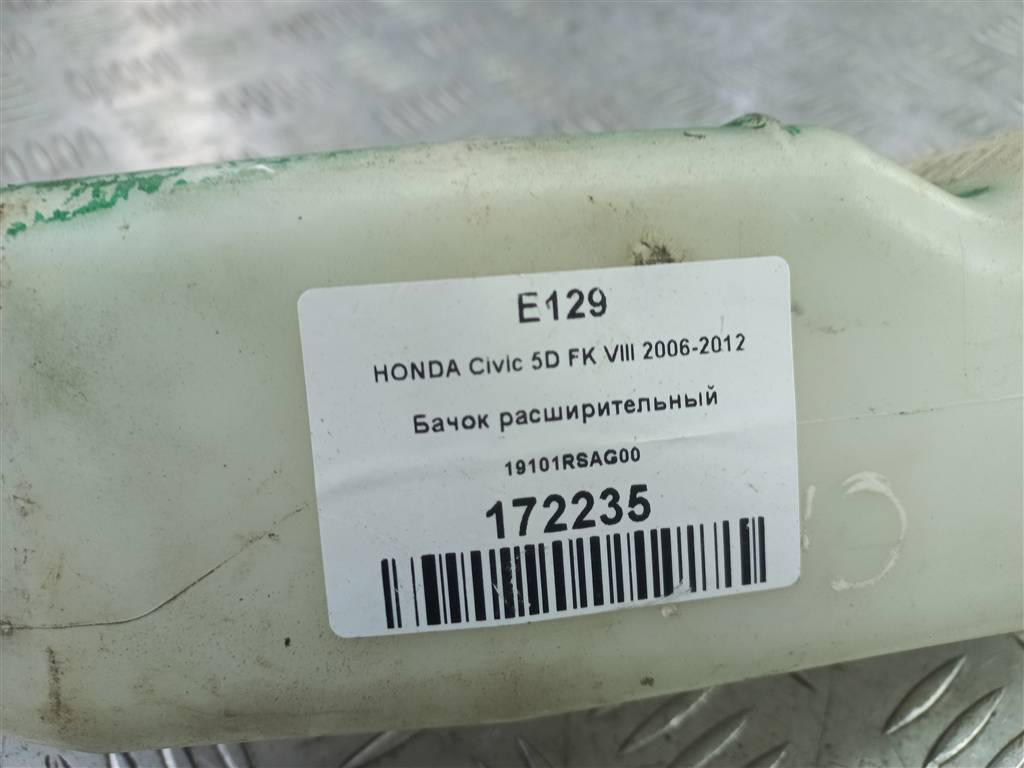 E129
HONDA Civic 5D FK VIII 2006-2012
Бачок расширительный
19101RSAG00
172235